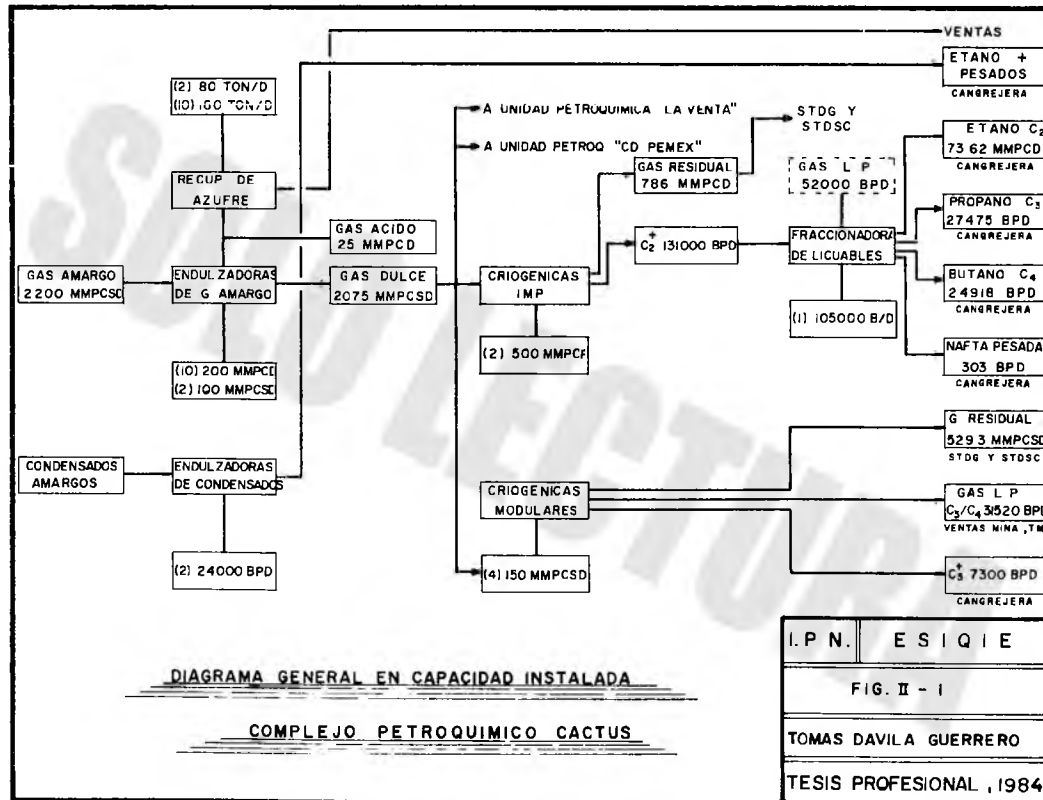 VENTAS
ETANO +
PESADOS
CANGREJERA
(2) 80 TON/D
(10) 160 TON/D
A UNIDAD PETROQUIMICA LA VENTA"
A UNIDAD PETROQ "CD PEMEX"
STDG Y
STDSC
ETANO C2
73 62 MMPCD
CANGREJERA
RECUP DE
AZUFRE
GAS RESIDUAL
786 MMPCD
GAS L P
52000 BPD
PROPANO C3
27475 BPD
CANGREJERA
GAS ACIDO
25 MMPCD
C2+ 131000 BPD
FRACCIONADORA
DE LICUABLES
GAS AMARGO
2200 MMPCSD
ENDULZADORAS
DE G AMARGO
GAS DULCE
2075 MMPCSD
CRIOGENICAS
IMP
BUTANO C4
24918 BPD
CANGREJERA
(1) 105000 B/D
(2) 500 MMPCF
NAFTA PESADA
303 BPD
CANGREJERA
(10) 200 MMPCD
(2) 100 MMPCSD
G RESIDUAL
529 3 MMPCSD
STDG Y STDSC
CONDENSADOS
AMARGOS
ENDULZADORAS
DE CONDENSADOS
CRIOGENICAS
MODULARES
GAS L P
C3/C4 31520 BPD
VENTAS MINA, TM
(2) 24000 BPD
(4) 150 MMPCSD
C5+ 7300 BPD
CANGREJERA
DIAGRAMA GENERAL EN CAPACIDAD INSTALADA
COMPLEJO PETROQUIMICO CACTUS
I.P N. E S I Q I E
FIG. II - I
TOMAS DAVILA GUERRERO
TESIS PROFESIONAL , 1984
SOLO LECTURA